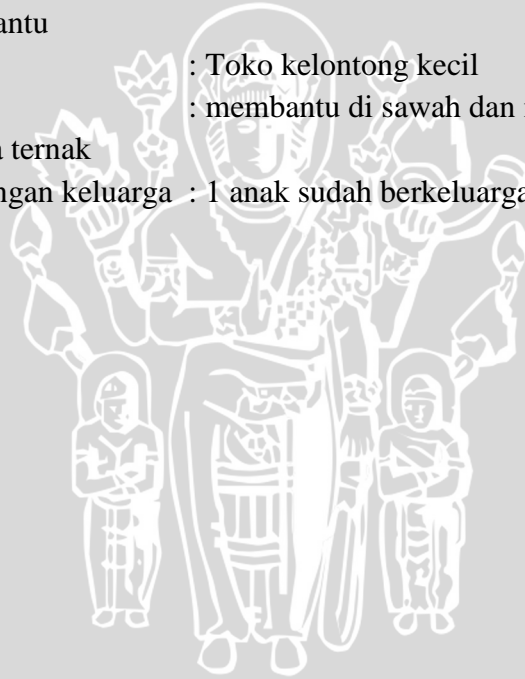 antu
: Toko kelontong kecil
: membantu di sawah dan
a ternak
ngan keluarga : 1 anak sudah berkeluarga